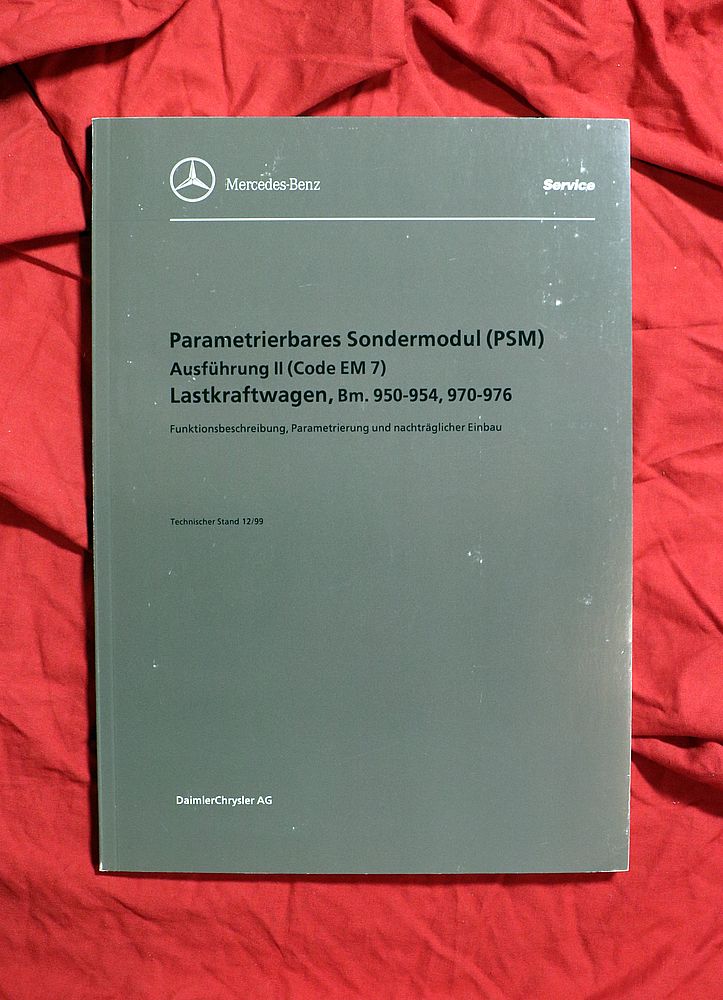 Mercedes-Benz
Service
Parametrierbares Sondermodul (PSM)
Ausführung II (Code EM 7)
Lastkraftwagen, Bm. 950-954, 970-976
Funktionsbeschreibung, Parametrierung und nachträglicher Einbau
Technischer Stand 12/99
DaimlerChrysler AG